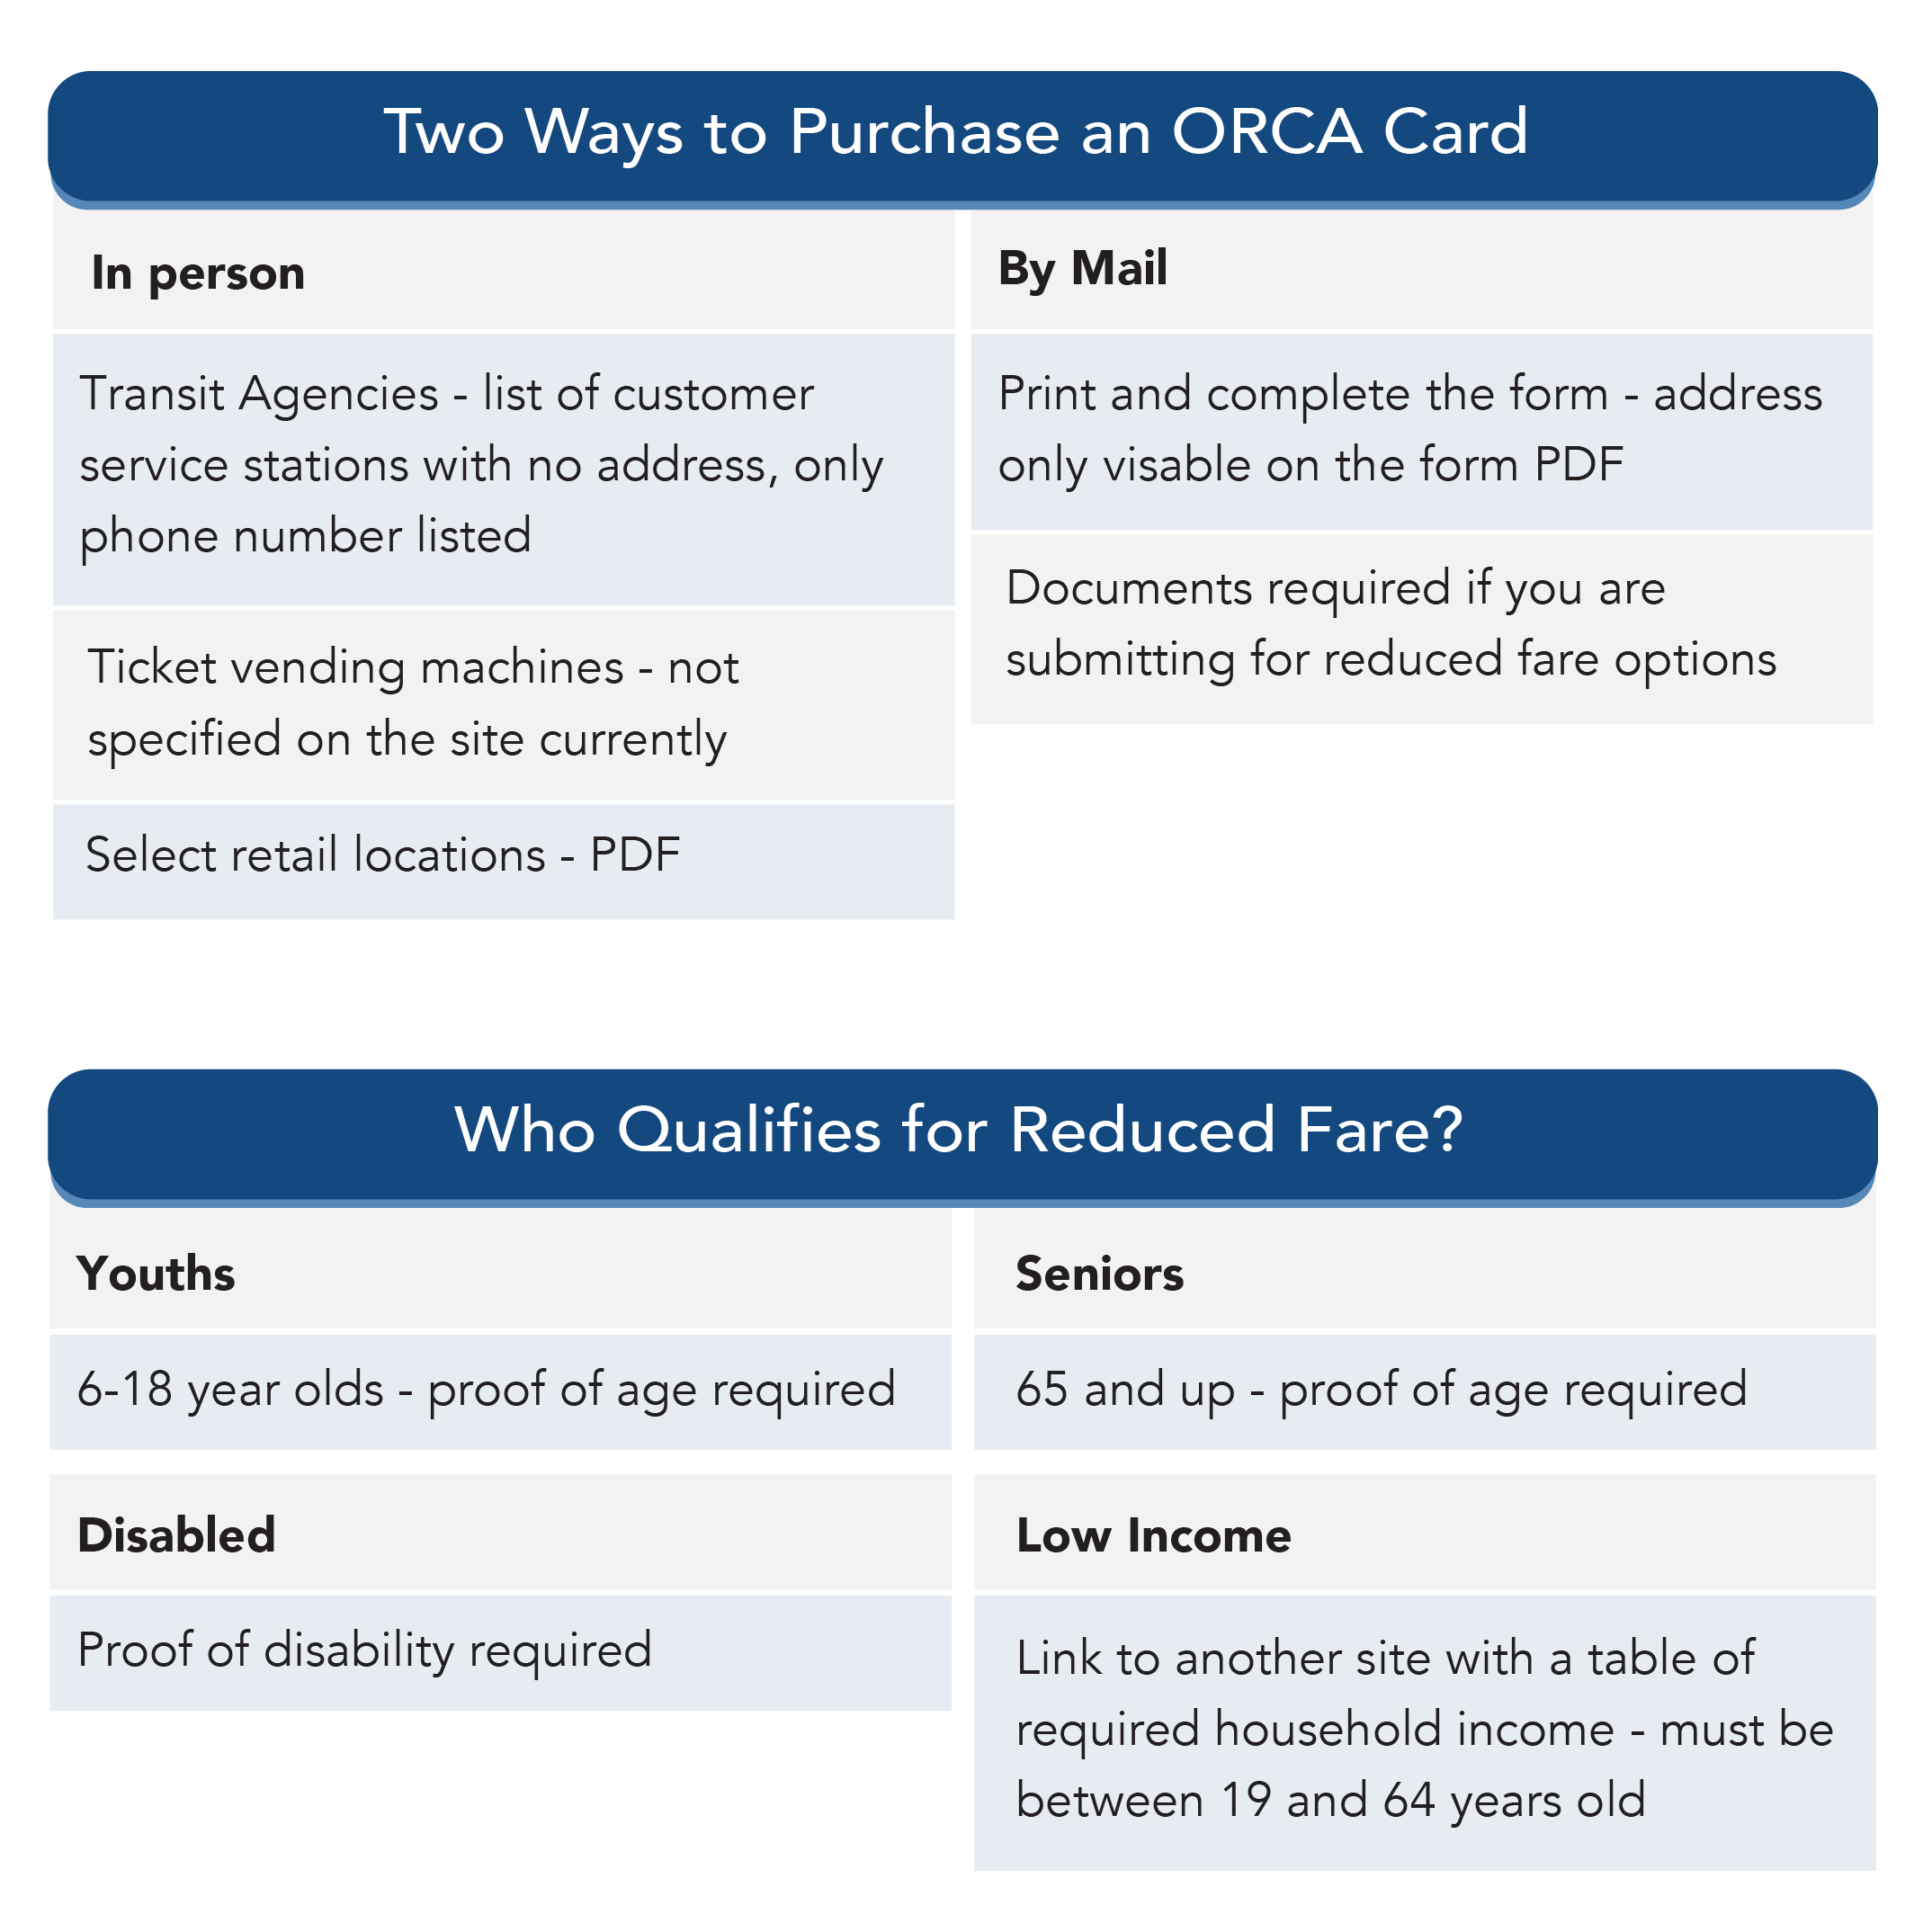 Two Ways to Purchase an ORCA Card
In person
Transit Agencies - list of customer
service stations with no address, only
phone number listed
Ticket vending machines - not
specified on the site currently
Select retail locations - PDF
By Mail
Print and complete the form - address
only visable on the form PDF
Documents required if you are
submitting for reduced fare options
Who Qualifies for Reduced Fare?
Youths
6-18 year olds - proof of age required
Seniors
65 and up - proof of age required
Disabled
Proof of disability required
Low Income
Link to another site with a table of
required household income - must be
between 19 and 64 years old